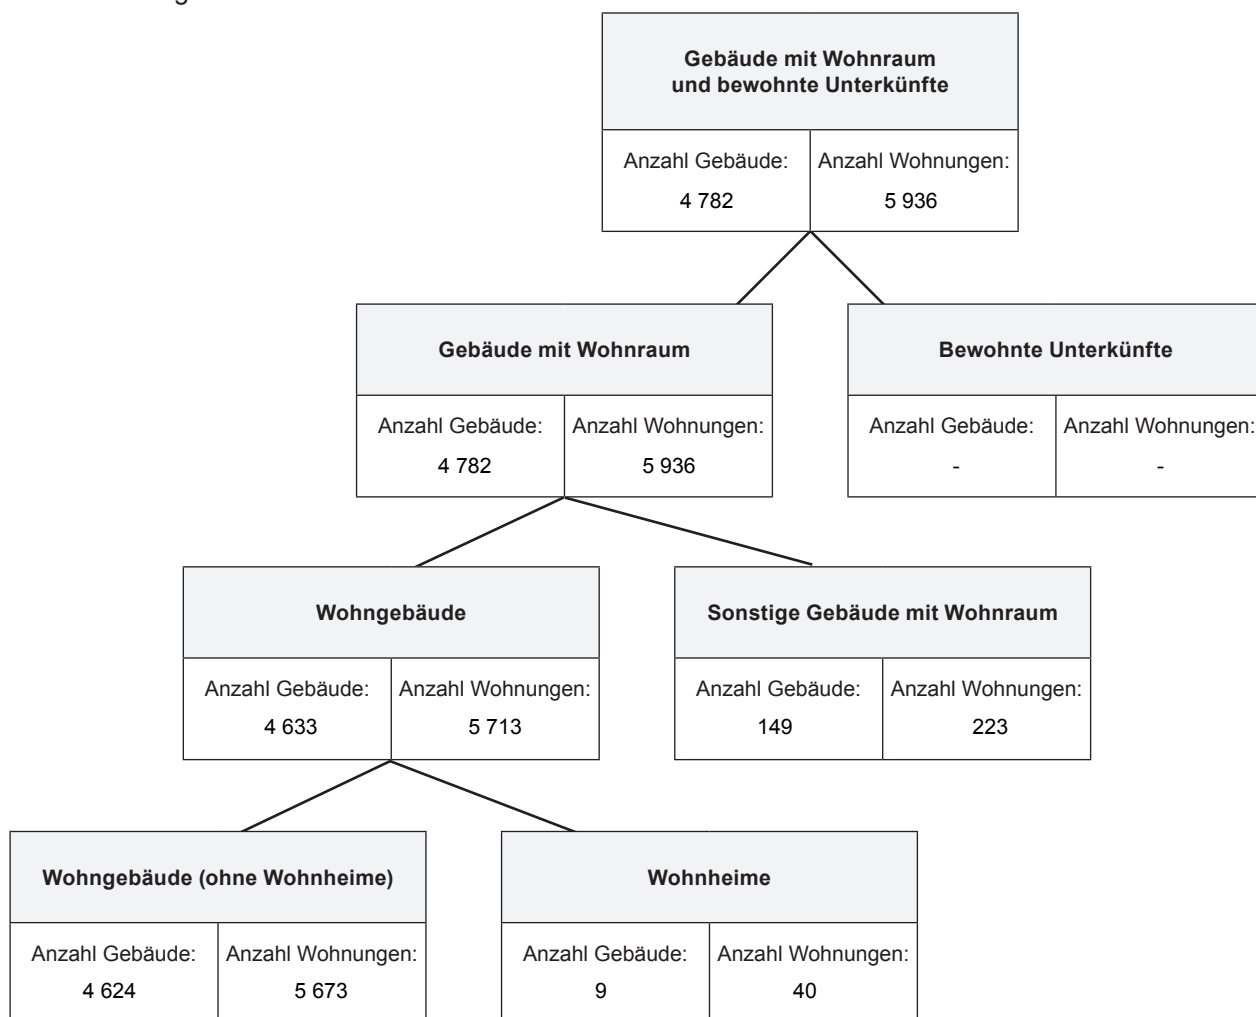 Gebäude mit Wohnraum
und bewohnte Unterkünfte
Anzahl Gebäude: Anzahl Wohnungen:
4 782 5 936
Gebäude mit Wohnraum Bewohnte Unterkünfte
Anzahl Gebäude: Anzahl Wohnungen: Anzahl Gebäude: Anzahl Wohnungen:
4 782 5 936 - -
Wohngebäude Sonstige Gebäude mit Wohnraum
Anzahl Gebäude: Anzahl Wohnungen: Anzahl Gebäude: Anzahl Wohnungen:
4 633 5 713 149 223
Wohngebäude (ohne Wohnheime) Wohnheime
Anzahl Gebäude: Anzahl Wohnungen: Anzahl Gebäude: Anzahl Wohnungen:
4 624 5 673 9 40